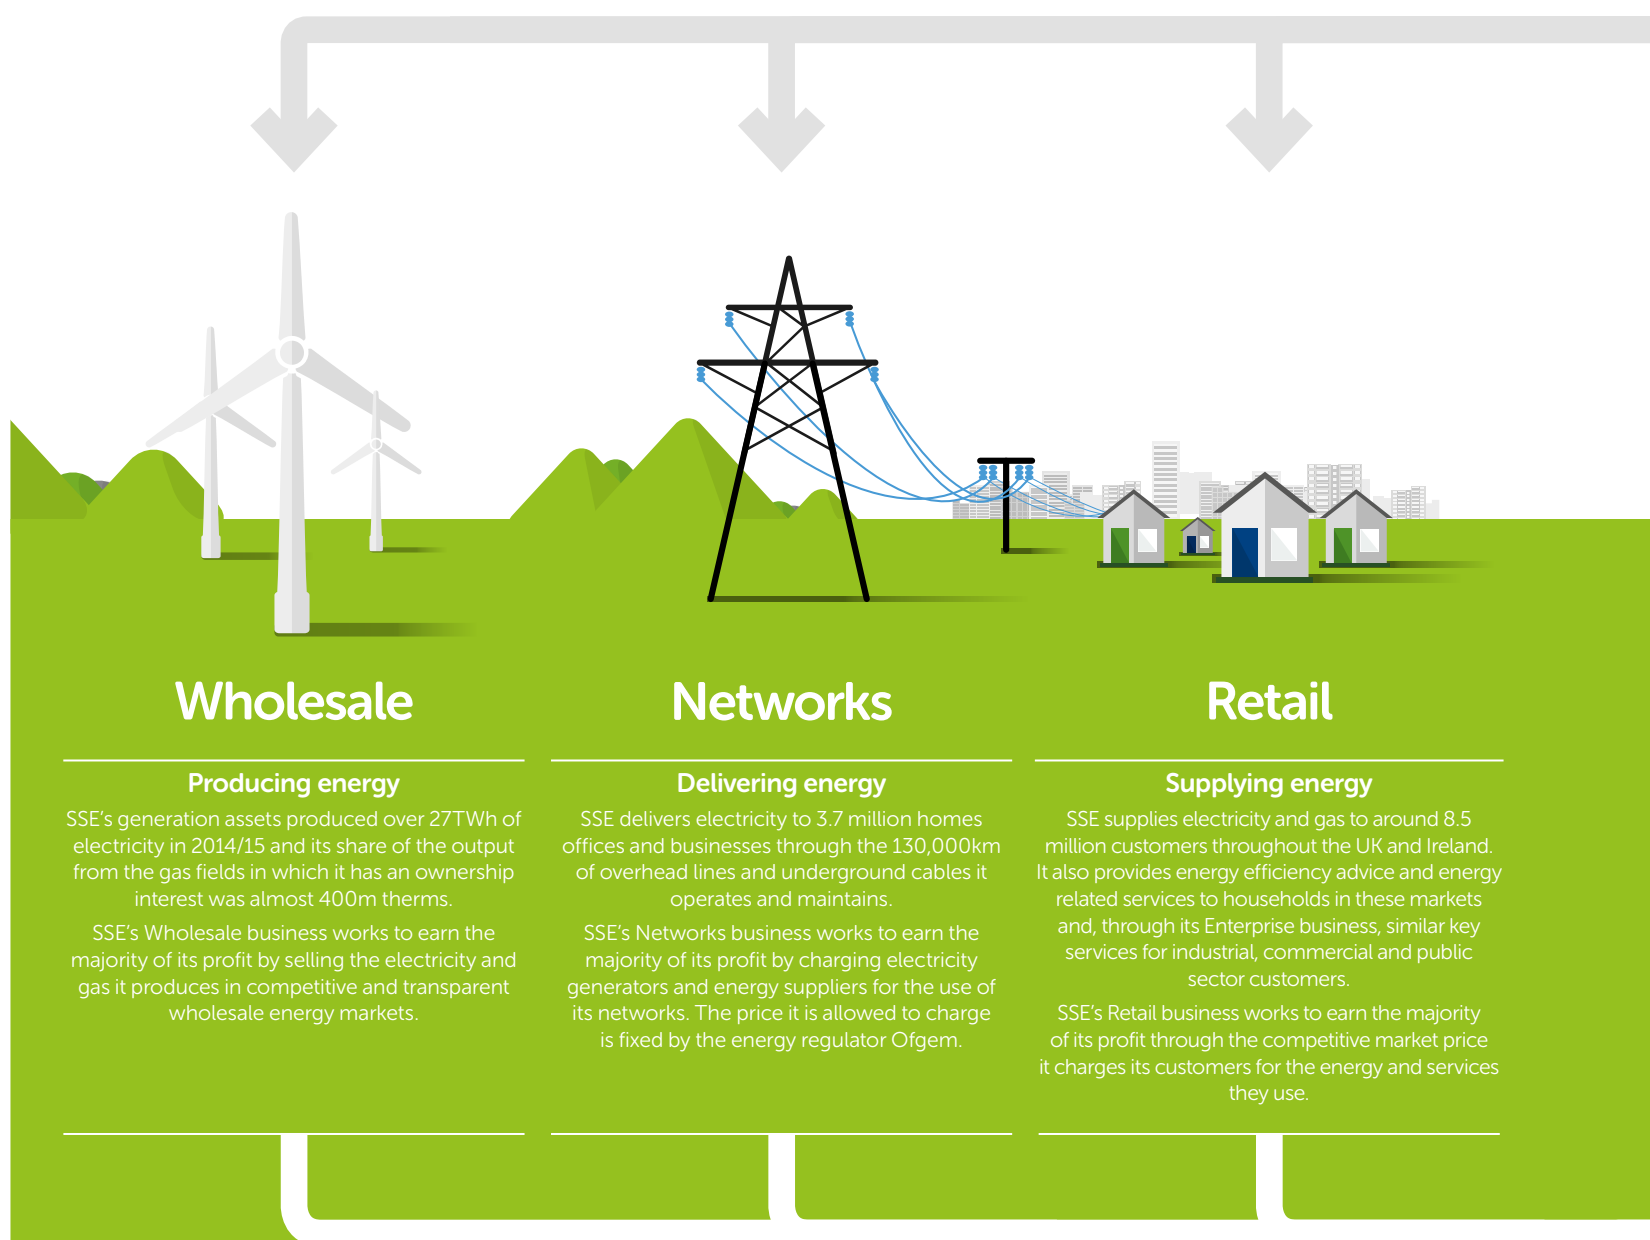 Wholesale
Producing energy
SSE’s generation assets produced over 27TWh of
electricity in 2014/15 and its share of the output
from the gas fields in which it has an ownership
interest was almost 400m therms.
SSE’s Wholesale business works to earn the
majority of its profit by selling the electricity and
gas it produces in competitive and transparent
wholesale energy markets.
Networks
Delivering energy
SSE delivers electricity to 3.7 million homes
offices and businesses through the 130,000km
of overhead lines and underground cables it
operates and maintains.
SSE’s Networks business works to earn the
majority of its profit by charging electricity
generators and energy suppliers for the use of
its networks. The price it is allowed to charge
is fixed by the energy regulator Ofgem.
Retail
Supplying energy
SSE supplies electricity and gas to around 8.5
million customers throughout the UK and Ireland.
It also provides energy efficiency advice and energy
related services to households in these markets
and, through its Enterprise business, similar key
services for industrial, commercial and public
sector customers.
SSE’s Retail business works to earn the majority
of its profit through the competitive market price
it charges its customers for the energy and services
they use.